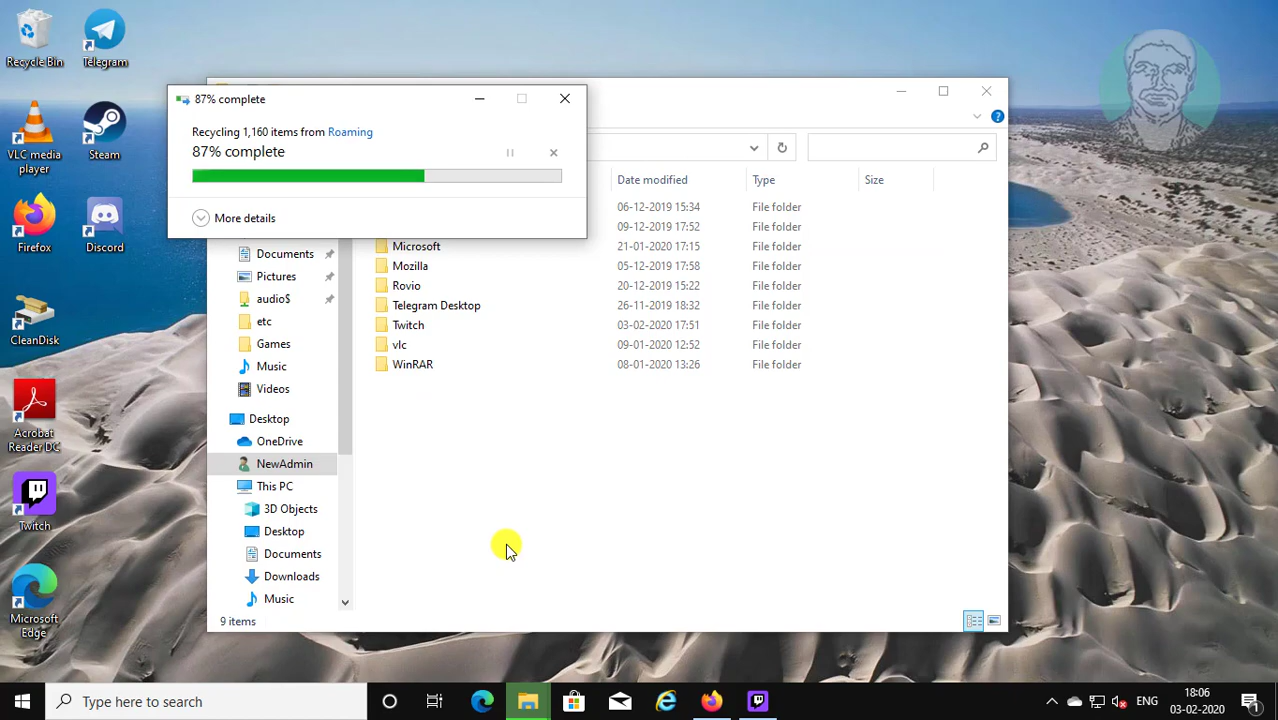 Recycle Bin
Telegram
VLC media
player
Steam
Firefox
Discord
CleanDisk
Acrobat
Reader DC
Twitch
Microsoft
Edge
87% complete
Recycling 1,160 items from Roaming
87% complete
More details
Date modified
Type
Size
06-12-2019 15:34
File folder
09-12-2019 17:52
File folder
Microsoft
21-01-2020 17:15
File folder
Mozilla
05-12-2019 17:58
File folder
Rovio
20-12-2019 15:22
File folder
Telegram Desktop
26-11-2019 18:32
File folder
Twitch
03-02-2020 17:51
File folder
vlc
09-01-2020 12:52
File folder
WinRAR
08-01-2020 13:26
File folder
Documents
Pictures
audio$
etc
Games
Music
Videos
Desktop
OneDrive
NewAdmin
This PC
3D Objects
Desktop
Documents
Downloads
Music
9 items
Type here to search
ENG
18:06
03-02-2020
1